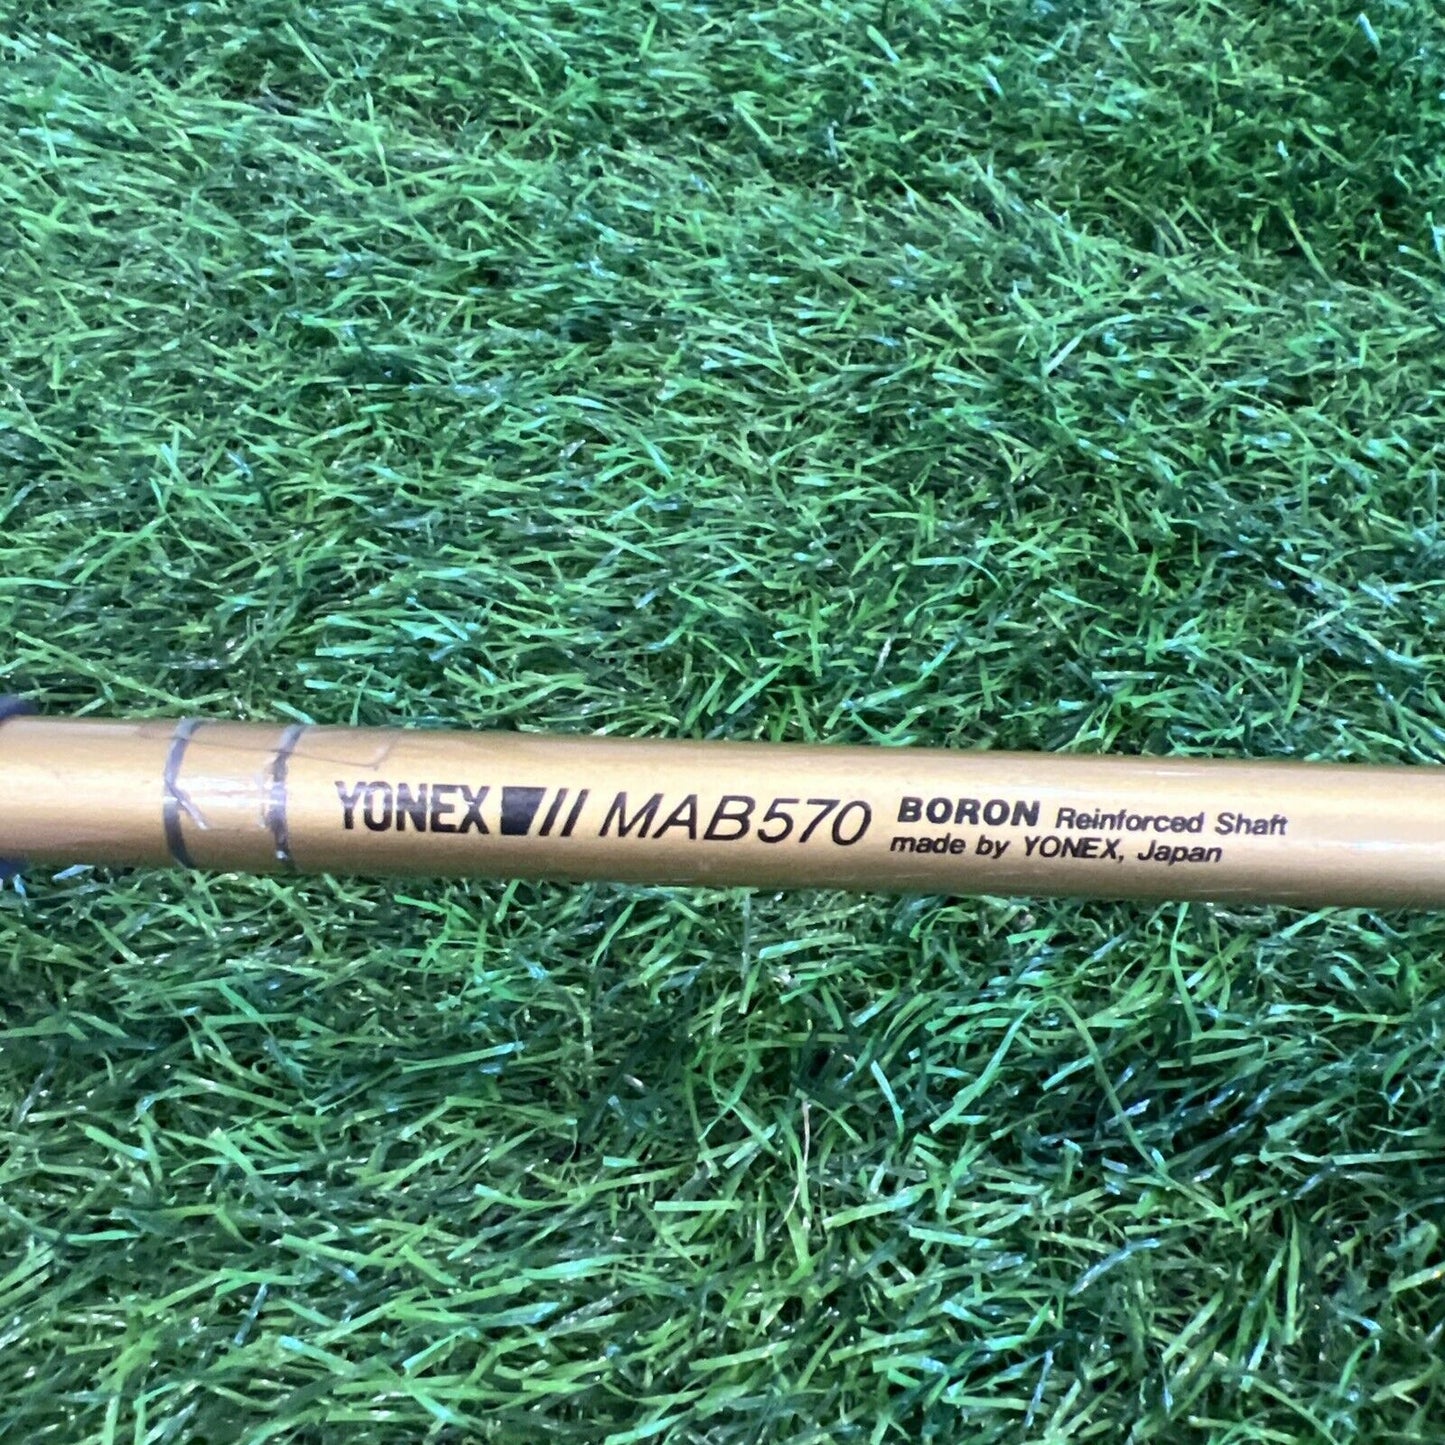 YONEX MAB570 BORON Reinforced Shaft
made by YONEX, Japan